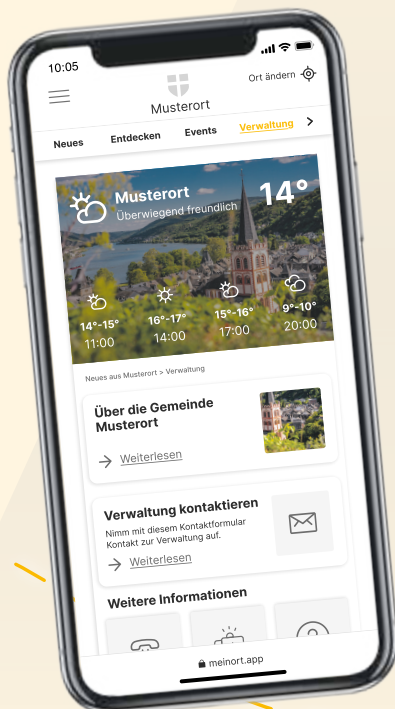 10:05
Musterort
Ort ändern
Neues Entdecken Events Verwaltung
Musterort
Überwiegend freundlich
14°
14°-15° 16°-17° 15°-16° 9°-10°
11:00 14:00 17:00 20:00
Neues aus Musterort > Verwaltung
Über die Gemeinde
Musterort
Weiterlesen
Verwaltung kontaktieren
Nimm mit diesem Kontaktformular
Kontakt zur Verwaltung auf.
Weiterlesen
Weitere Informationen
meinort.app